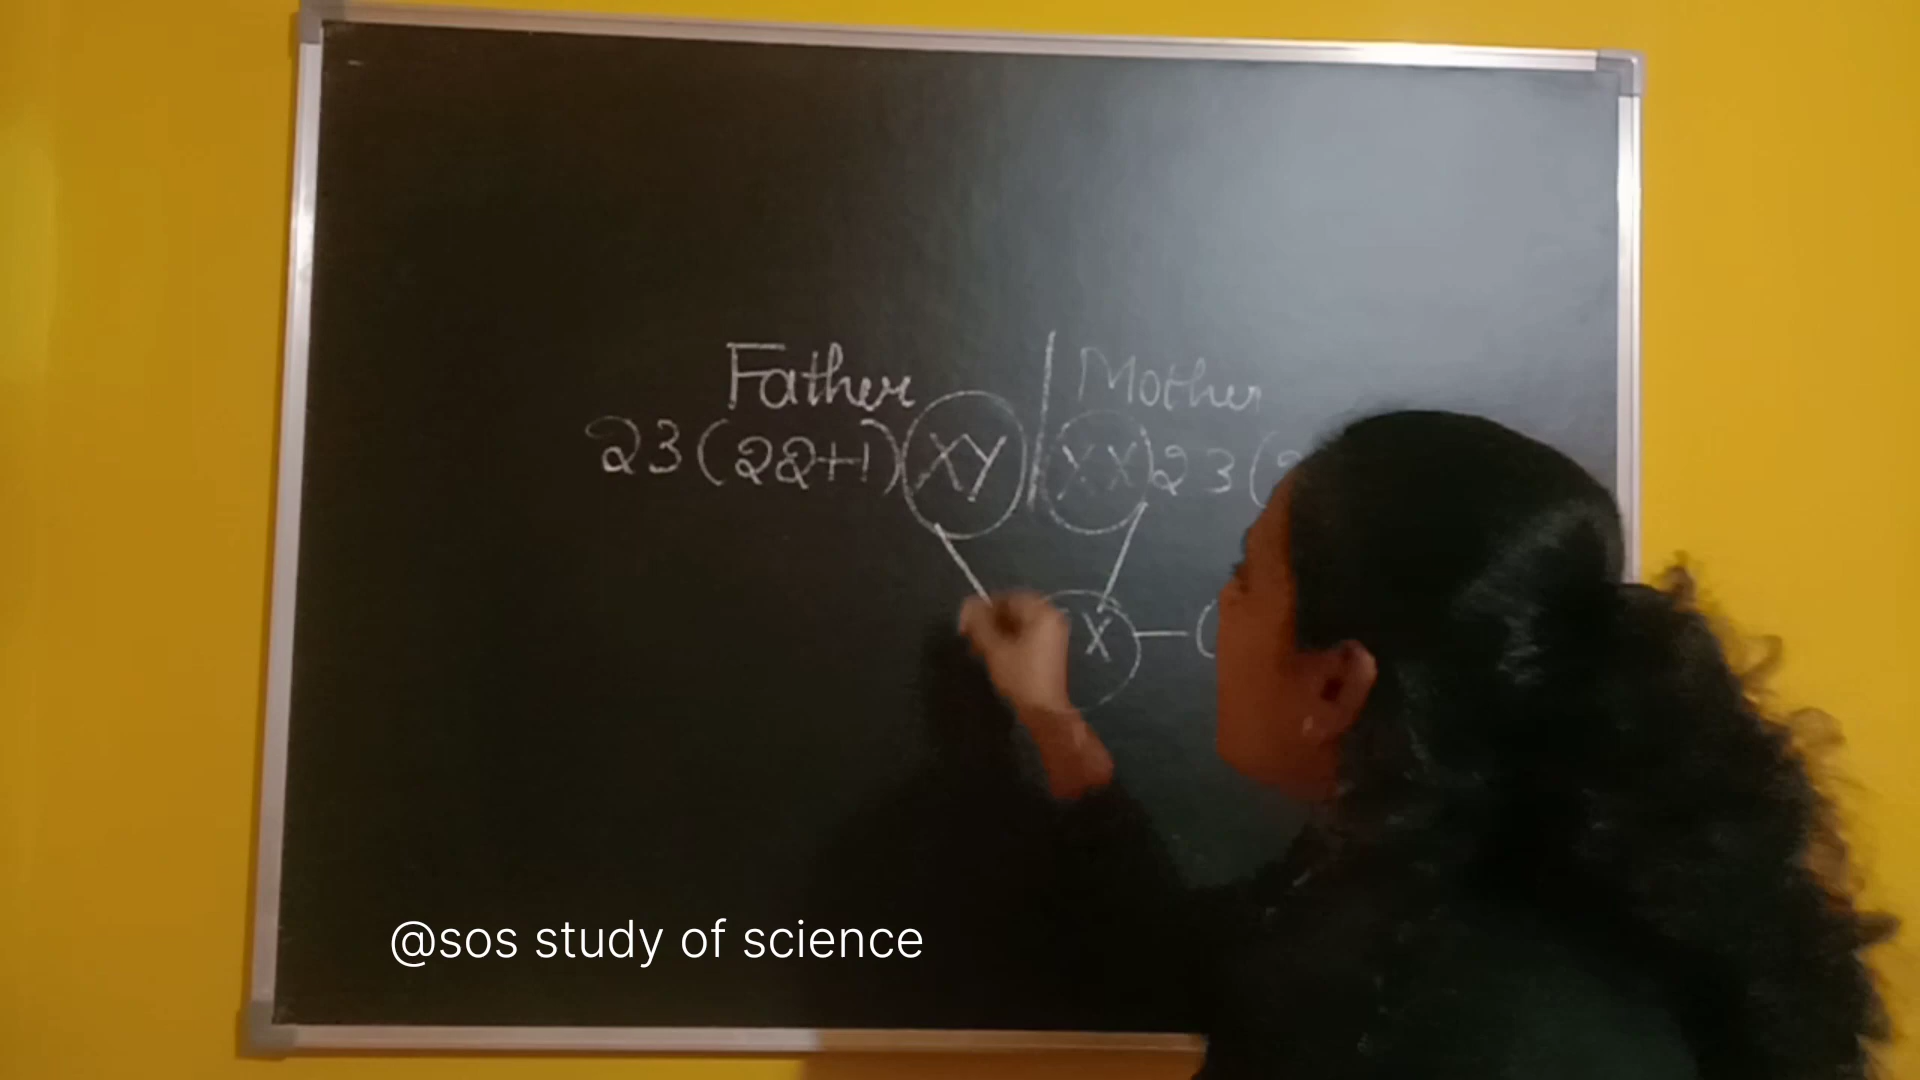 Father | Mother
23 (22+1) XY | XX 23 (
X — (
@sos study of science